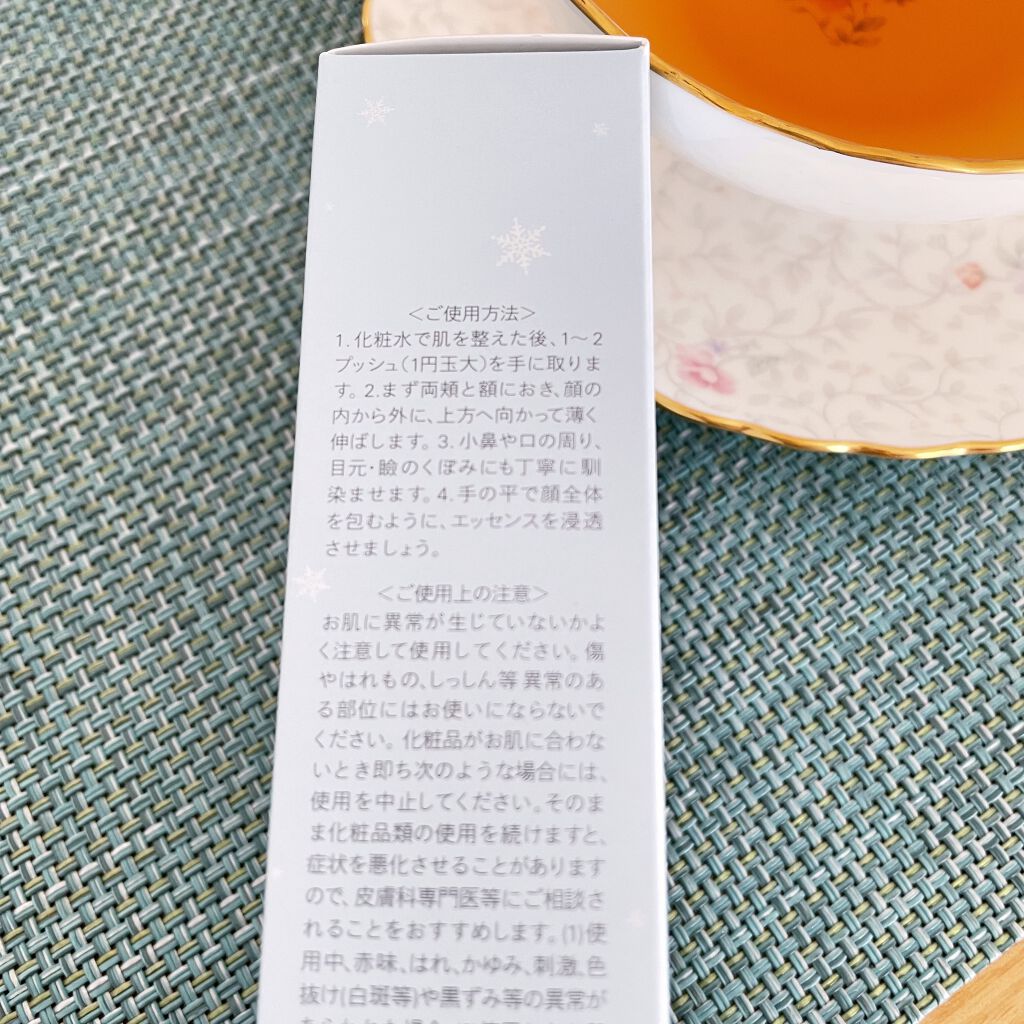 ＜ご使用方法＞
1.化粧水で肌を整えた後、1〜2
プッシュ(1円玉大)を手に取りま
す。2.まず両頬と額におき、顔の
内から外に、上方へ向かって薄く
伸ばします。3.小鼻や口の周り、
目元・瞼のくぼみにも丁寧に馴
染ませます。4.手の平で顔全体
を包むように、エッセンスを浸透
させましょう。
＜ご使用上の注意＞
お肌に異常が生じていないかよ
く注意して使用してください。傷
やはれもの、しっしん等異常のあ
る部位にはお使いにならないで
ください。化粧品がお肌に合わな
いとき即ち次のような場合には、
使用を中止してください。そのま
ま化粧品類の使用を続けますと、
症状を悪化させることがあります
ので、皮膚科専門医等にご相談さ
れることをおすすめします。(1)使
用中、赤味、はれ、かゆみ、刺激、色
抜け(白斑等)や黒ずみ等の異常が